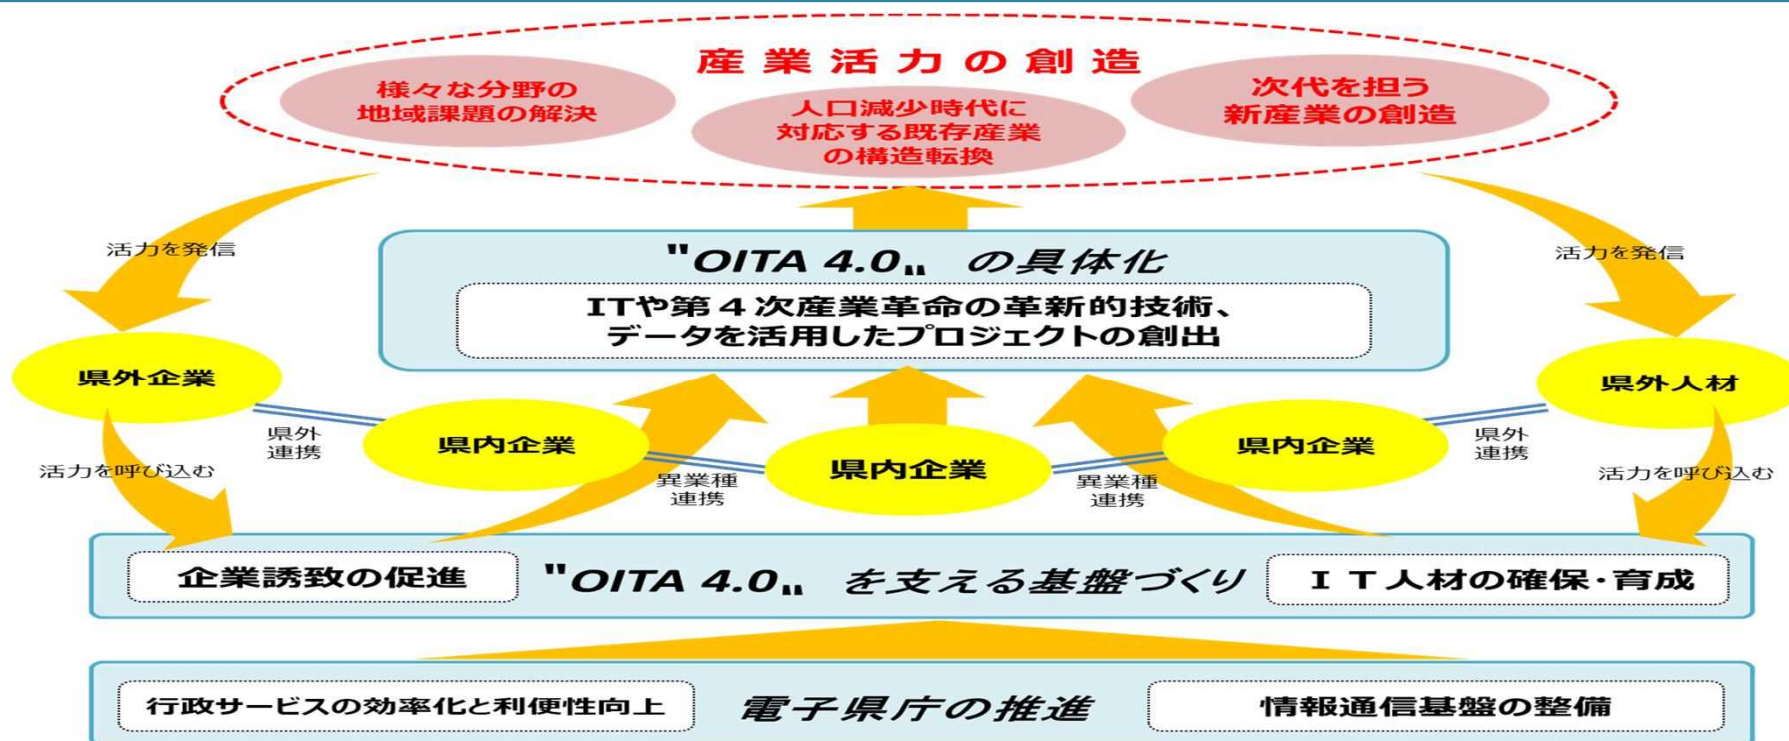 産業活力の創造
様々な分野の
地域課題の解決
人口減少時代に
対応する既存産業
の構造転換
次代を担う
新産業の創造
活力を発信
活力を発信
"OITA 4.0„ の具体化
ITや第４次産業革命の革新的技術、
データを活用したプロジェクトの創出
県外企業
県外人材
県外
連携
県内企業
異業種
連携
県内企業
異業種
連携
県内企業
県外
連携
活力を呼び込む
活力を呼び込む
企業誘致の促進
"OITA 4.0„ を支える基盤づくり
ＩＴ人材の確保・育成
行政サービスの効率化と利便性向上
電子県庁の推進
情報通信基盤の整備